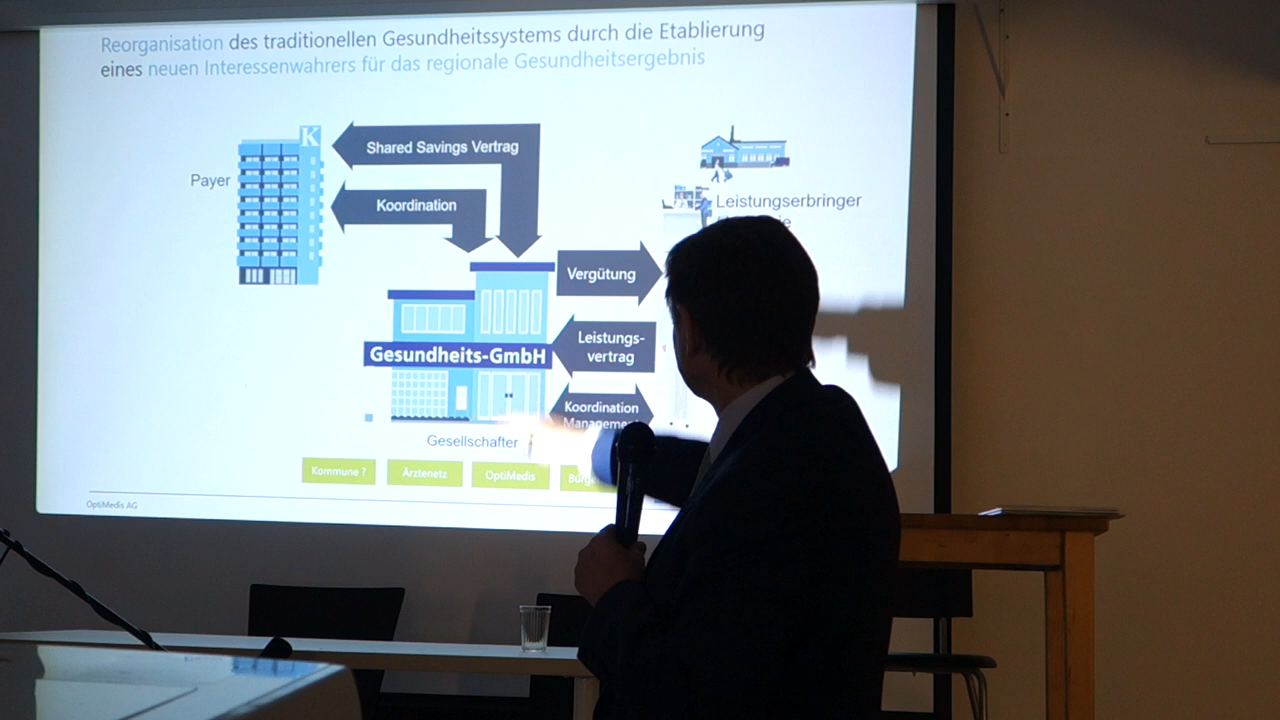 Reorganisation des traditionellen Gesundheitssystems durch die Etablierung
eines neuen Interessenwahrers für das regionale Gesundheitsergebnis
K
Shared Savings Vertrag
Payer
Koordination
Leistungserbringer
Vergütung
Leistungs-
vertrag
Gesundheits-GmbH
Koordination
Gesellschafter
Kommune ?
Ärztenetz
OptiMedis
OptiMedis AG